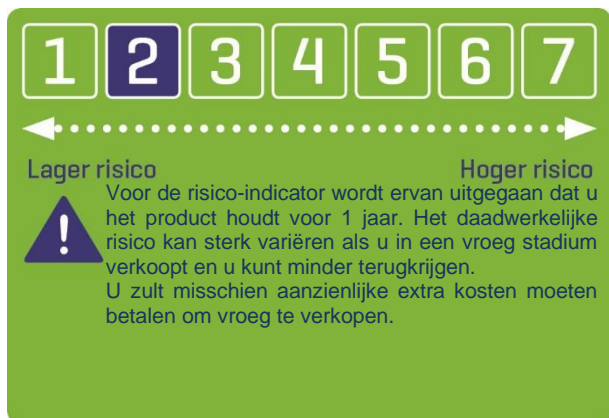 1 2 3 4 5 6 7
Lager risico Hoger risico
Voor de risico-indicator wordt ervan uitgegaan dat u
het product houdt voor 1 jaar. Het daadwerkelijke
risico kan sterk variëren als u in een vroeg stadium
verkoopt en u kunt minder terugkrijgen.
U zult misschien aanzienlijke extra kosten moeten
betalen om vroeg te verkopen.